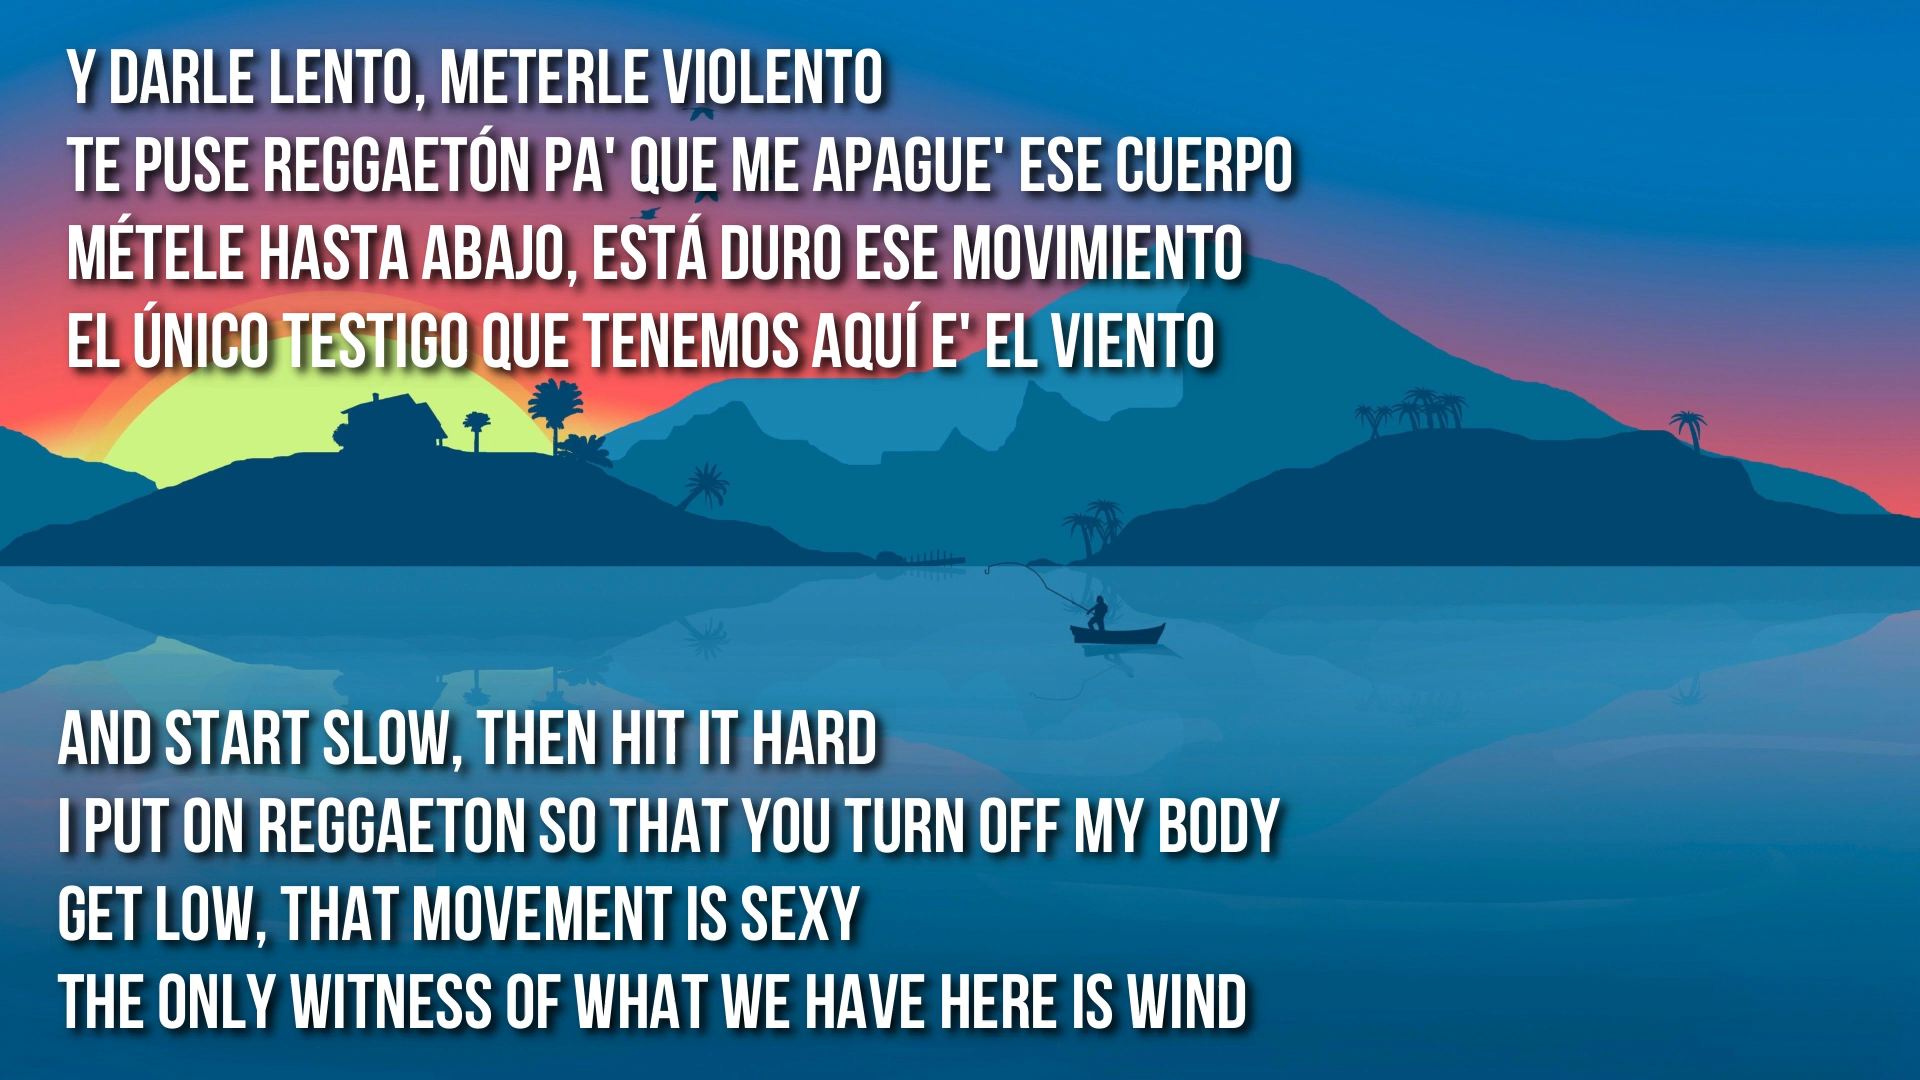 Y DARLE LENTO, METERLE VIOLENTO
TE PUSE REGGAETÓN PA' QUE ME APAGUE' ESE CUERPO
MÉTELE HASTA ABAJO, ESTÁ DURO ESE MOVIMIENTO
EL ÚNICO TESTIGO QUE TENEMOS AQUÍ E' EL VIENTO
AND START SLOW, THEN HIT IT HARD
I PUT ON REGGAETON SO THAT YOU TURN OFF MY BODY
GET LOW, THAT MOVEMENT IS SEXY
THE ONLY WITNESS OF WHAT WE HAVE HERE IS WIND